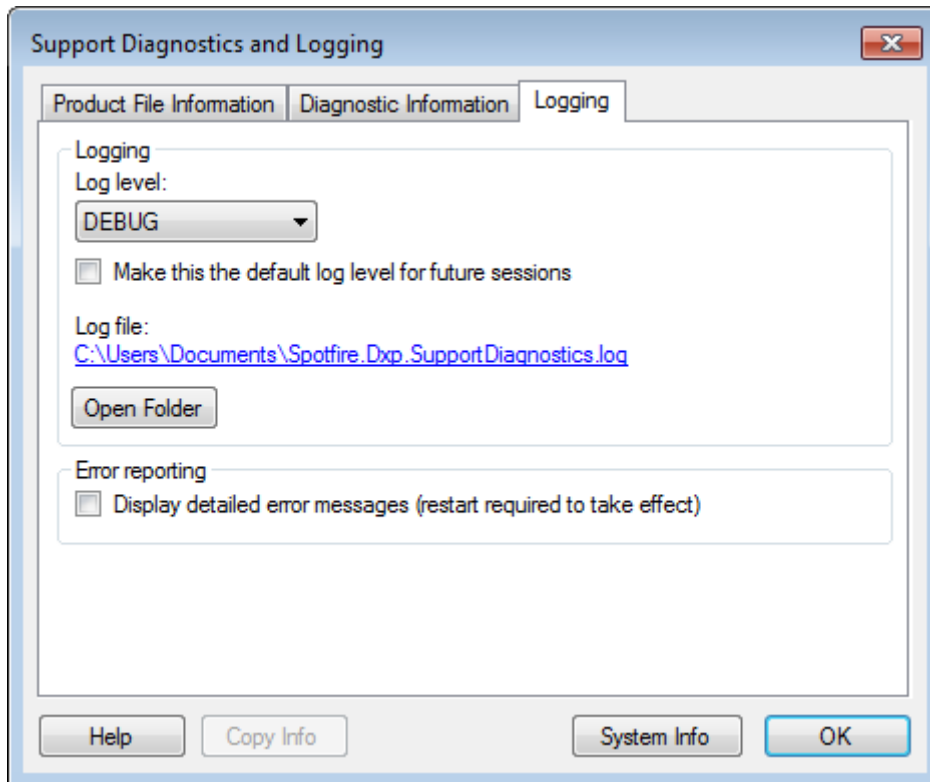 Support Diagnostics and Logging
Product File Information Diagnostic Information Logging
Logging
Log level:
DEBUG
Make this the default log level for future sessions
Log file:
C:\Users\Documents\Spotfire.Dxp.SupportDiagnostics.log
Open Folder
Error reporting
Display detailed error messages (restart required to take effect)
Help Copy Info System Info OK